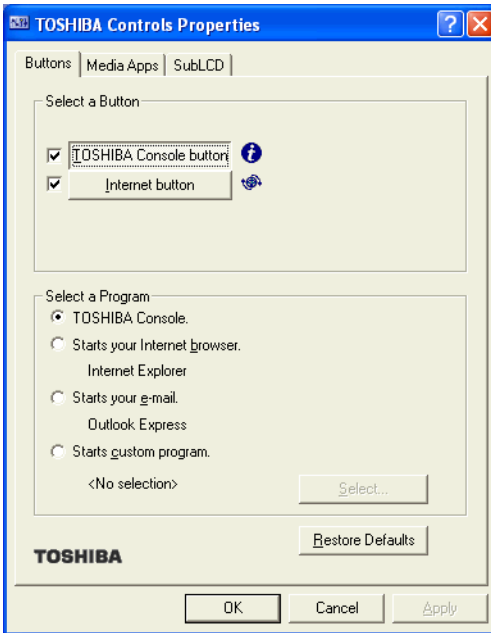 TOSHIBA Controls Properties
Buttons Media Apps SubLCD
Select a Button
TOSHIBA Console button
Internet button
Select a Program
TOSHIBA Console.
Starts your Internet browser.
Internet Explorer
Starts your e-mail.
Outlook Express
Starts custom program.
<No selection> Select...
Restore Defaults
TOSHIBA
OK Cancel Apply